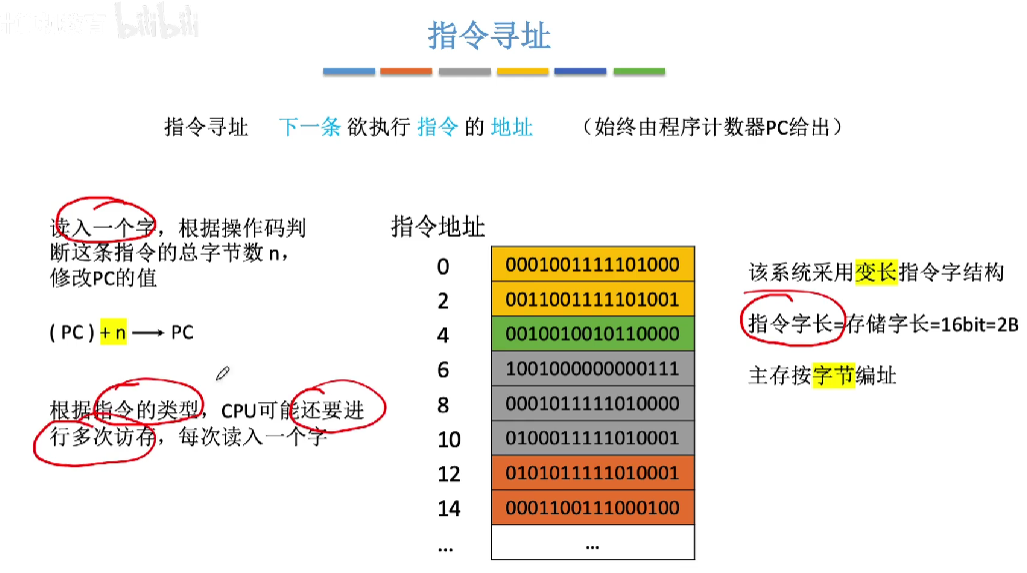 bilibili
指令寻址
指令寻址 下一条 欲执行 指令 的 地址 （始终由程序计数器PC给出）
读入一个字，根据操作码判
断这条指令的总字节数 n，
修改PC的值
( PC ) + n → PC
根据指令的类型，CPU可能还要进
行多次访存，每次读入一个字
指令地址
0 0001001111101000
2 0011001111101001
4 0010010010110000
6 1001000000000111
8 0001011111010000
10 0100011111010001
12 0101011111010001
14 0001100111000100
... ...
该系统采用变长指令字结构
指令字长=存储字长=16bit=2B
主存按字节编址